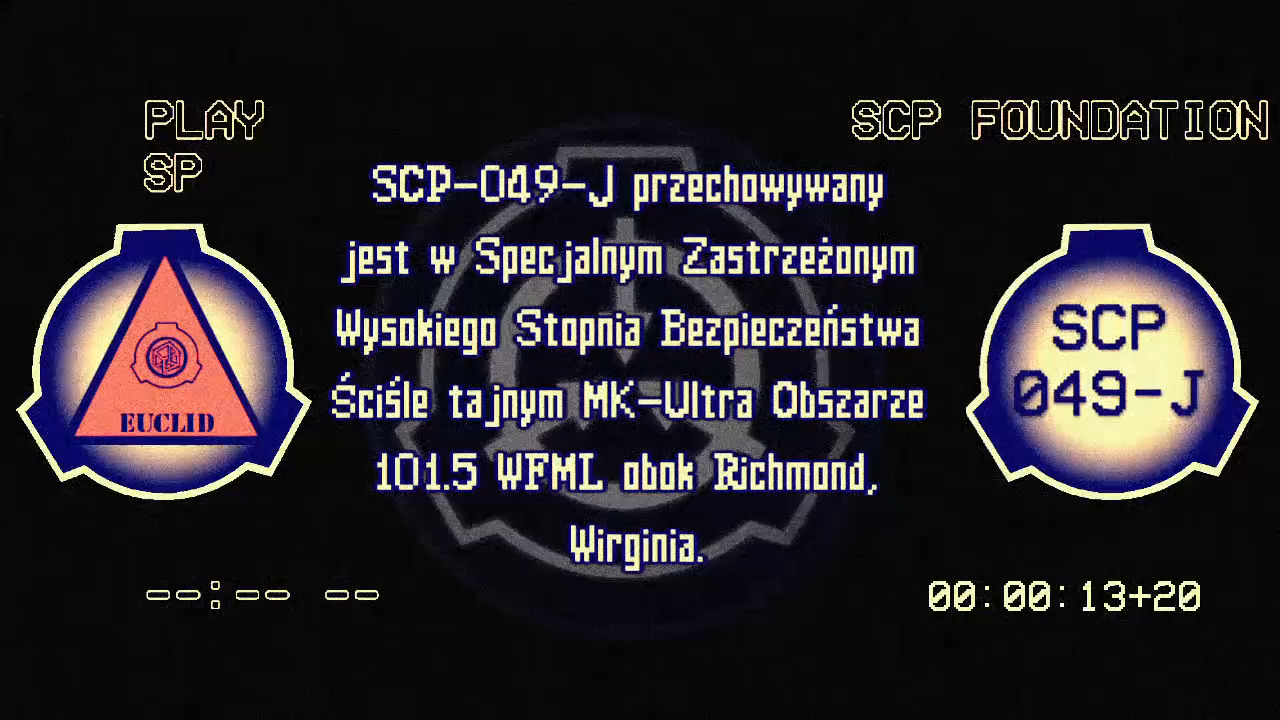 PLAY
SP
SCP FOUNDATION
SCP-049-J przechowywany
jest w Specjalnym Zastrzeżonym
Wysokiego Stopnia Bezpieczeństwa
Ściśle tajnym MK-Ultra Obszarze
101.5 WFML obok Richmond,
Wirginia.
EUCLID
SCP
049-J
--:-- --
00:00:13+20